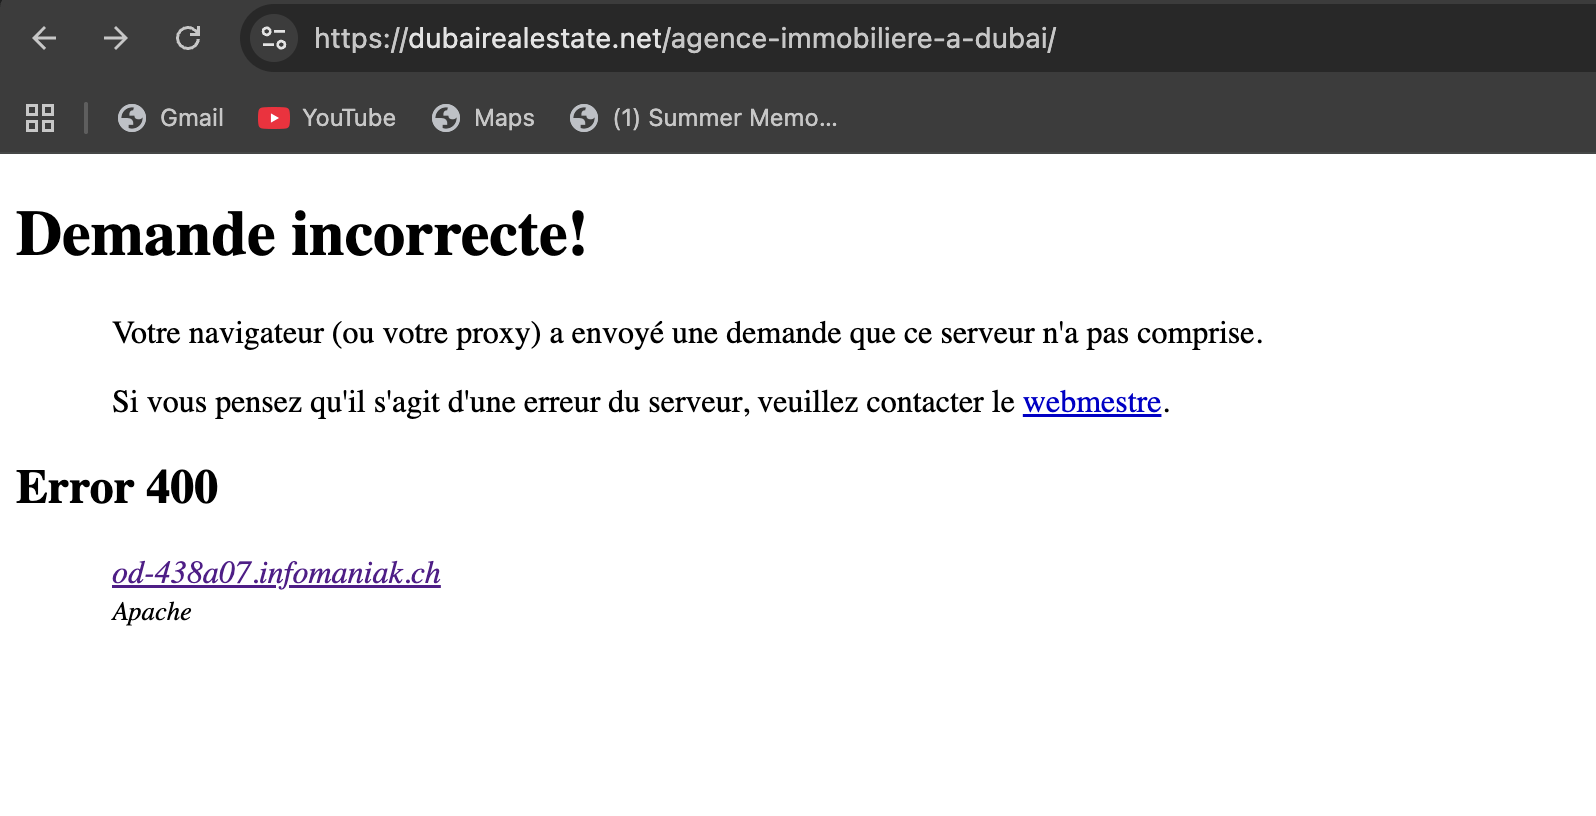 https://dubairealestate.net/agence-immobiliere-a-dubai/
Gmail YouTube Maps (1) Summer Memo...
Demande incorrecte!
Votre navigateur (ou votre proxy) a envoyé une demande que ce serveur n'a pas comprise.
Si vous pensez qu'il s'agit d'une erreur du serveur, veuillez contacter le webmestre.
Error 400
od-438a07.infomaniak.ch
Apache